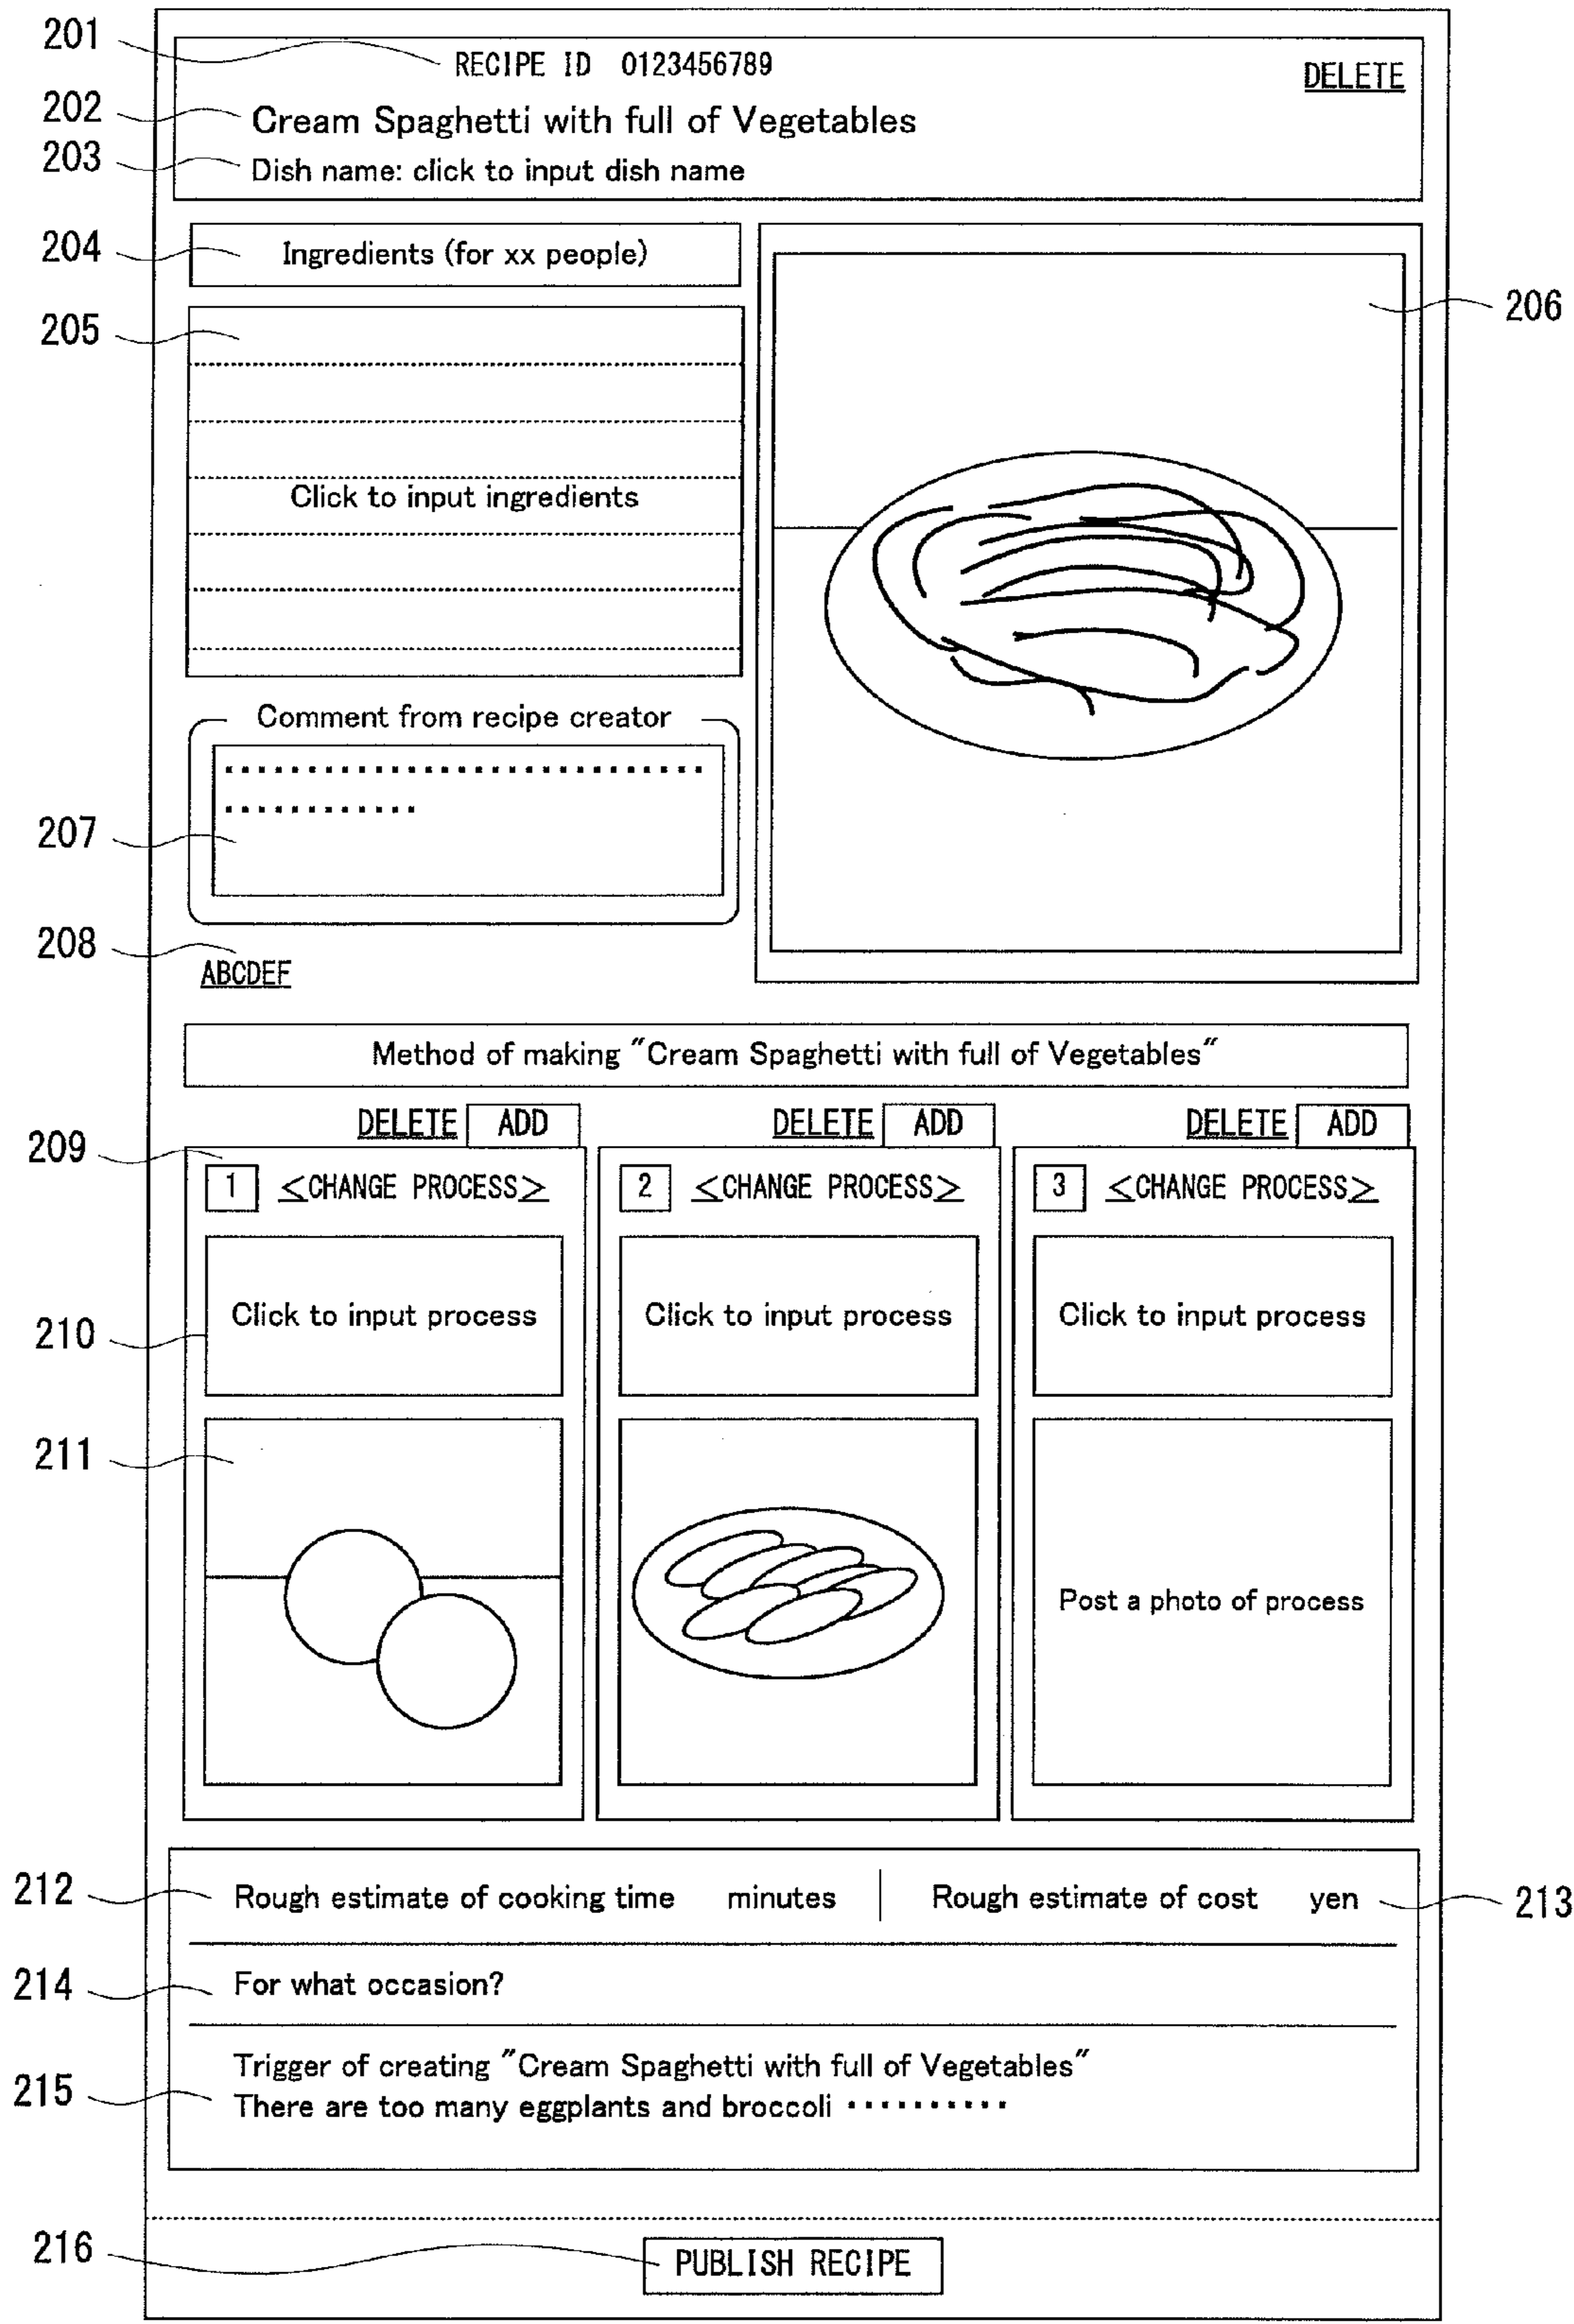 201
RECIPE ID 0123456789
DELETE
202
Cream Spaghetti with full of Vegetables
203
Dish name: click to input dish name
204
Ingredients (for xx people)
205
206
Click to input ingredients
Comment from recipe creator
207
208
ABCDEF
Method of making "Cream Spaghetti with full of Vegetables"
DELETE ADD DELETE ADD DELETE ADD
209
1 <CHANGE PROCESS> 2 <CHANGE PROCESS> 3 <CHANGE PROCESS>
210
Click to input process Click to input process Click to input process
211
Post a photo of process
212
Rough estimate of cooking time minutes | Rough estimate of cost yen
213
214
For what occasion?
Trigger of creating "Cream Spaghetti with full of Vegetables"
215
There are too many eggplants and broccoli ··········
216
PUBLISH RECIPE